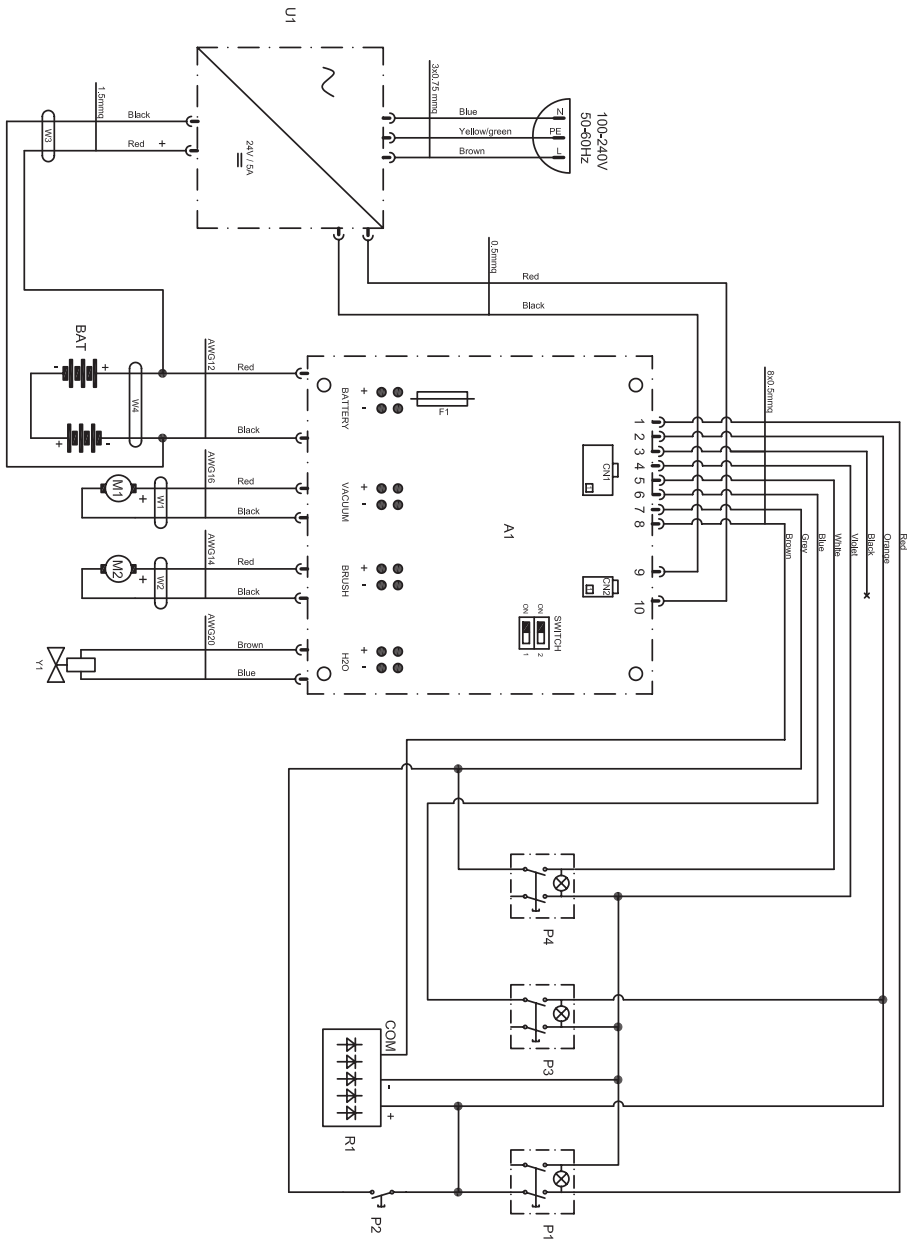 U1
100-240V
50-60Hz
N
PE
L
Blue
Yellow/green
Brown
3x0.75 mmq
24V / 5A
1.5mmq
Black
Red +
W3
0.5mmq
Red
Black
BAT
- +
+ -
W4
AWG12
Red
Black
M1
+
W1
AWG16
Red
Black
M2
+
W2
AWG14
Red
Black
Y1
AWG20
Brown
Blue
BATTERY
+
-
VACUUM
+
-
BRUSH
+
-
H2O
+
-
F1
A1
CN1
CN2
SWITCH
ON
ON
1
2
1
2
3
4
5
6
7
8
9
10
8x0.5mmq
Red
Orange
Black
Violet
White
Blue
Grey
Brown
P4
P3
COM
-
+
R1
P2
P1